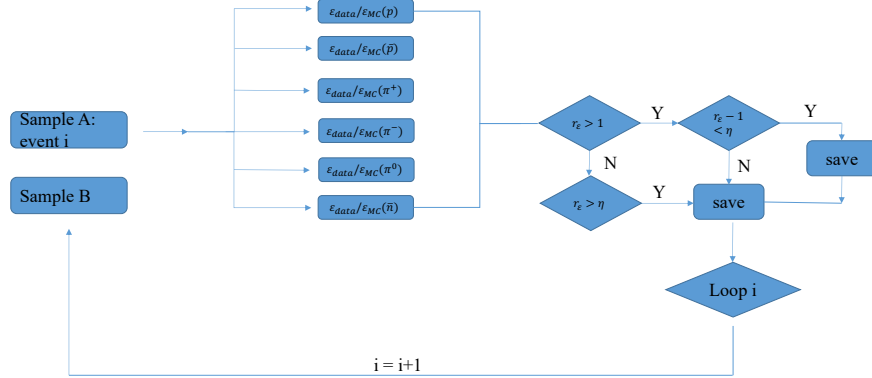 Sample A:
event i
Sample B
ε_data/ε_MC(p)
ε_data/ε_MC(p̄)
ε_data/ε_MC(π⁺)
ε_data/ε_MC(π⁻)
ε_data/ε_MC(π⁰)
ε_data/ε_MC(n̄)
r_ε > 1
Y
r_ε − 1
< η
Y
save
N
N
r_ε > η
Y
save
Loop i
i = i+1